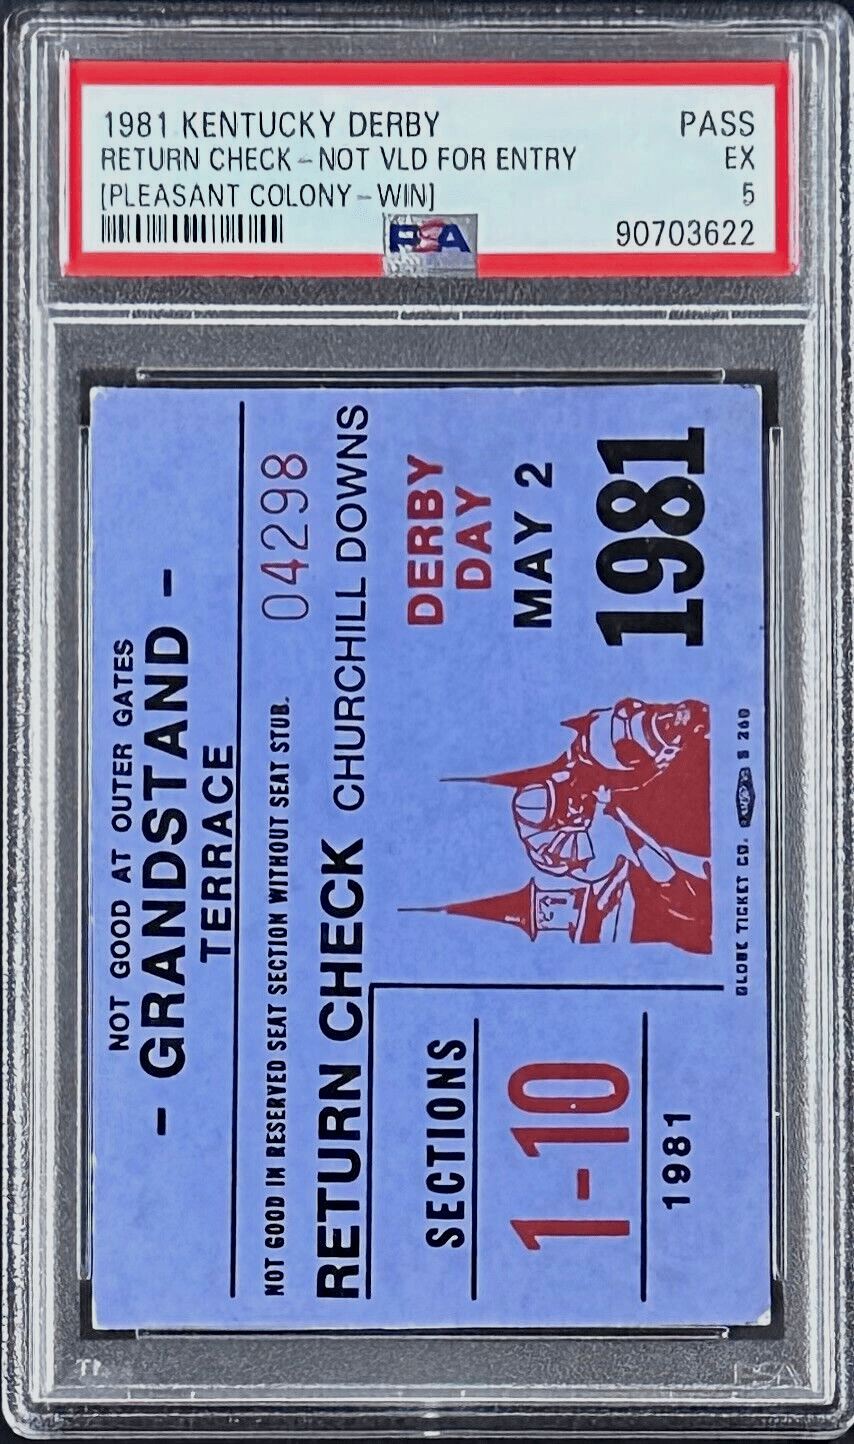 1981 KENTUCKY DERBY PASS
RETURN CHECK-NOT VLD FOR ENTRY EX
[PLEASANT COLONY-WIN] 5
PSA 90703622
NOT GOOD AT OUTER GATES
- GRANDSTAND -
TERRACE
04298
NOT GOOD IN RESERVED SEAT SECTION WITHOUT SEAT STUB.
RETURN CHECK CHURCHILL DOWNS
DERBY
DAY
MAY 2
1981
SECTIONS
1-10
1981
GLOBE TICKET CO. S 260
PSA